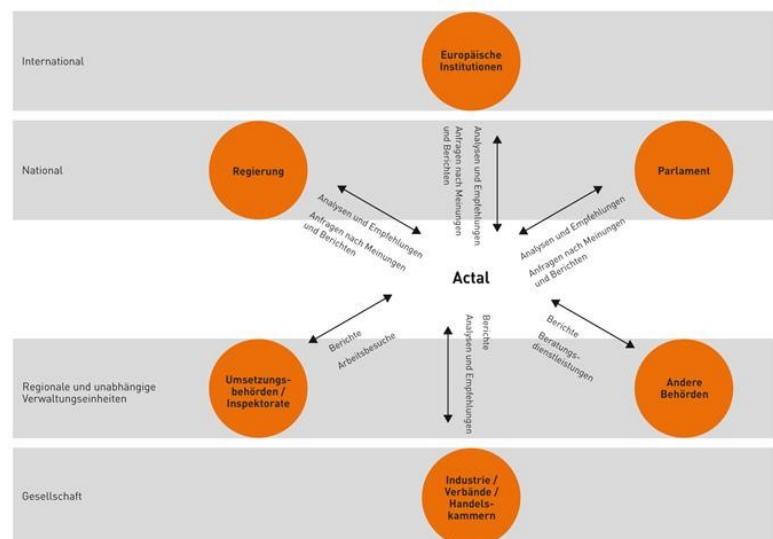 International
Europäische
Institutionen
National
Regierung
Analysen und Empfehlungen
Anfragen nach Meinungen
und Berichten
Analysen und Empfehlungen
Anfragen nach Meinungen
und Berichten
Parlament
Analysen und Empfehlungen
Anfragen nach Meinungen
und Berichten
Actal
Berichte
Arbeitsbesuche
Berichte
Analysen und Empfehlungen
Berichte
Beratungs-
dienstleistungen
Regionale und unabhängige
Verwaltungseinheiten
Umsetzungs-
behörden /
Inspektorate
Andere
Behörden
Gesellschaft
Industrie /
Verbände /
Handels-
kammern